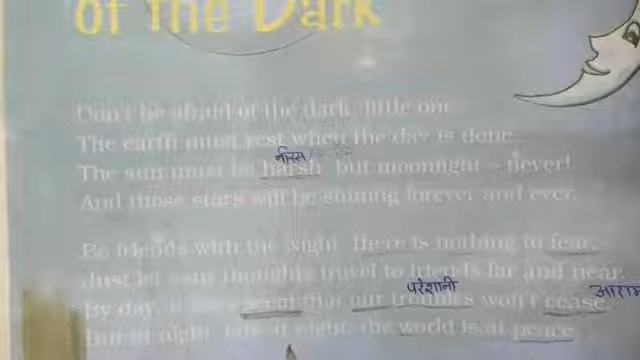 of the Dark
Don't be afraid of the dark, little one,
The earth must rest when the day is done.
नीरस
The sun must be harsh, but moonlight – never!
And those stars will be shining forever and ever.
Be friends with the Night, there is nothing to fear.
Just let your thoughts travel to friends far and near.
परेशानी आराम
By day, seem that our troubles won't cease
But at night, late at night, the world is at peace